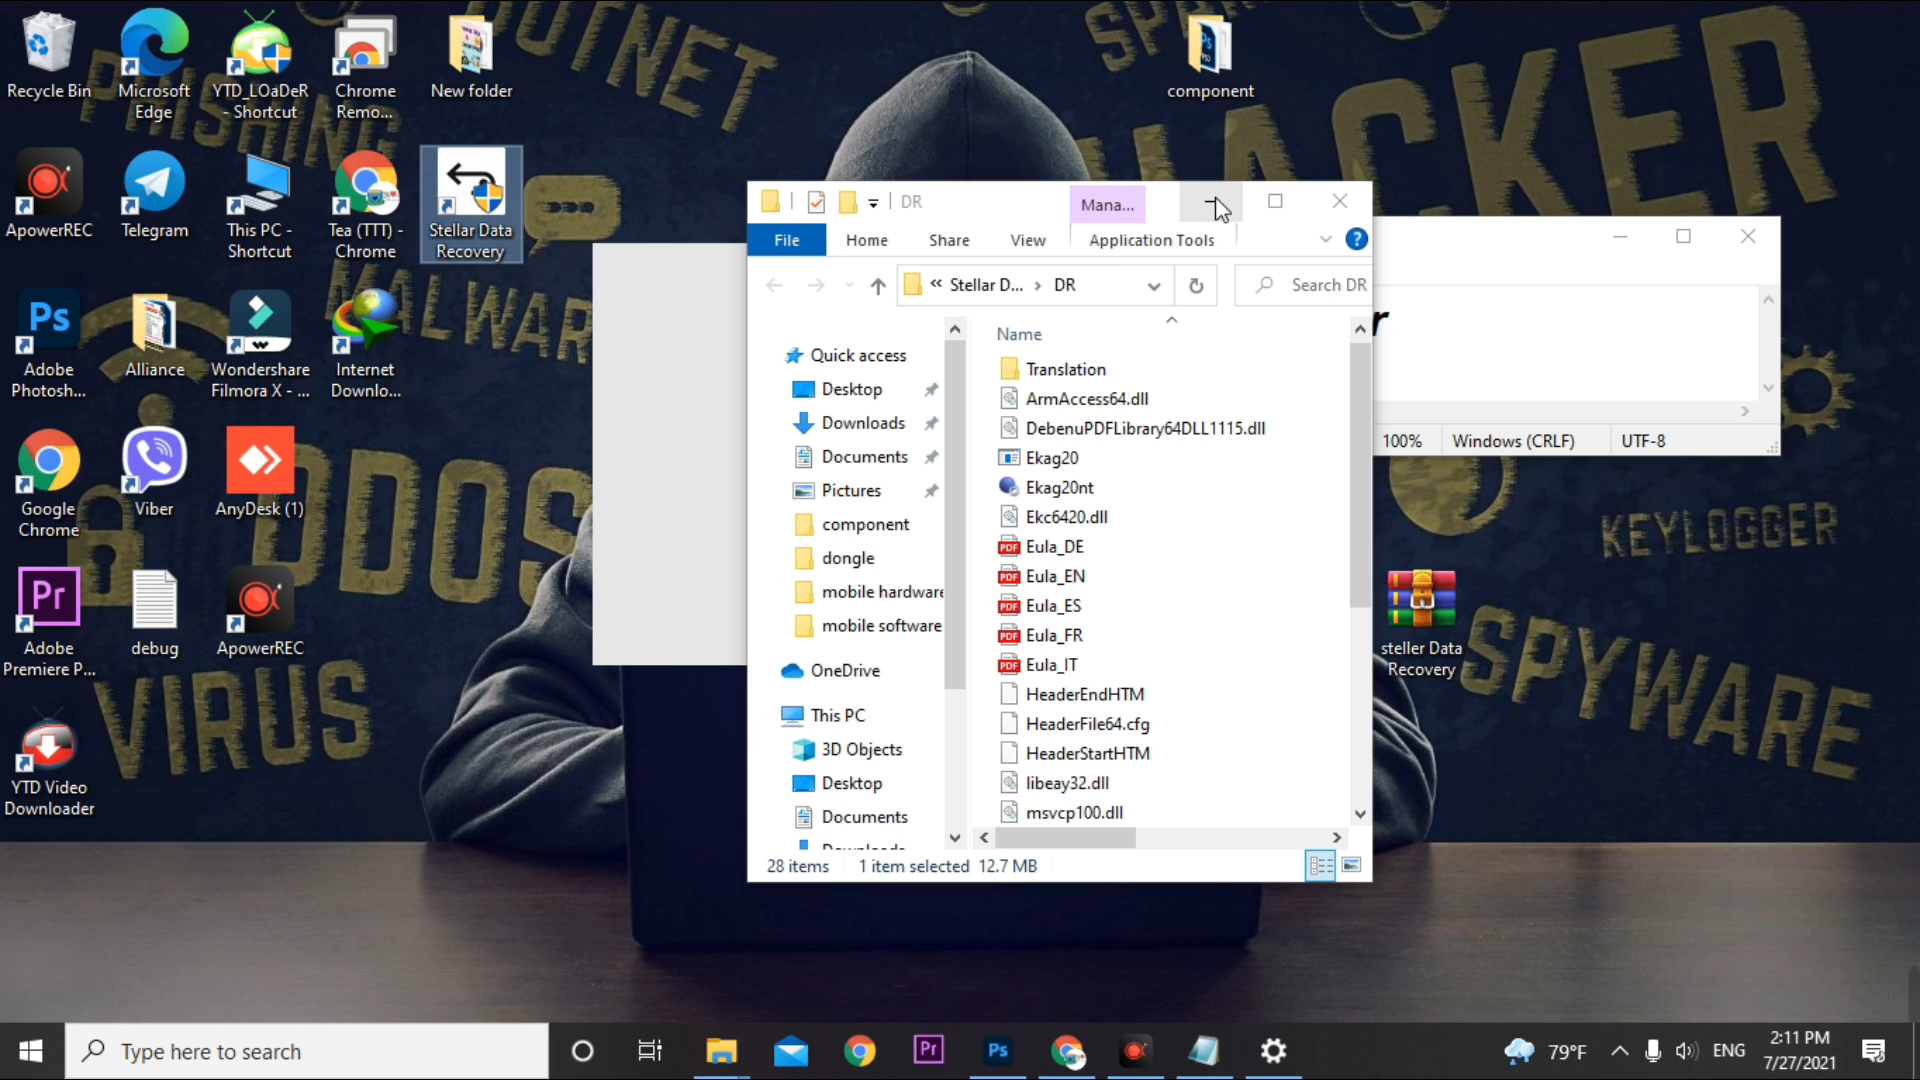 Recycle Bin
Microsoft
Edge
YTD_LOaDeR
- Shortcut
Chrome
Remo...
New folder
component
ApowerREC
Telegram
This PC -
Shortcut
Tea (TTT) -
Chrome
Stellar Data
Recovery
Adobe
Photosh...
Alliance
Wondershare
Filmora X - ...
Internet
Downlo...
Google
Chrome
Viber
AnyDesk (1)
Adobe
Premiere P...
debug
ApowerREC
YTD Video
Downloader
steller Data
Recovery
PHISHING
DOTNET
HACKER
MALWARE
DDOS
VIRUS
KEYLOGGER
SPYWARE
DR
Mana...
File
Home
Share
View
Application Tools
« Stellar D... › DR
Search DR
Quick access
Desktop
Downloads
Documents
Pictures
component
dongle
mobile hardware
mobile software
OneDrive
This PC
3D Objects
Desktop
Documents
Downloads
Name
Translation
ArmAccess64.dll
DebenuPDFLibrary64DLL1115.dll
Ekag20
Ekag20nt
Ekc6420.dll
Eula_DE
Eula_EN
Eula_ES
Eula_FR
Eula_IT
HeaderEndHTM
HeaderFile64.cfg
HeaderStartHTM
libeay32.dll
msvcp100.dll
28 items
1 item selected 12.7 MB
r
100%
Windows (CRLF)
UTF-8
Type here to search
79°F
ENG
2:11 PM
7/27/2021